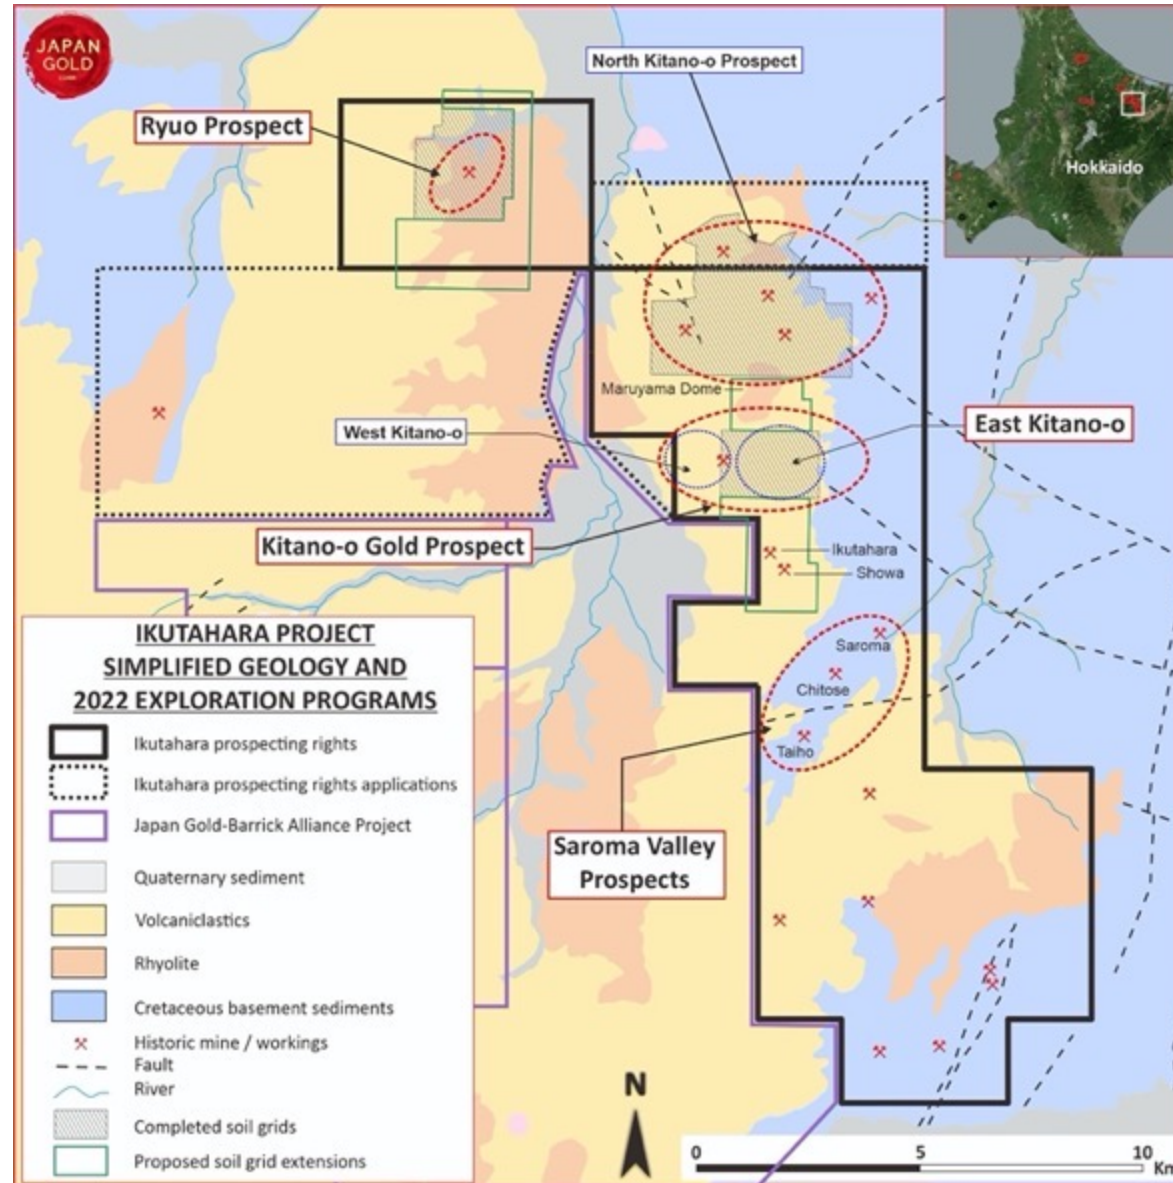 JAPAN
GOLD
CORP
North Kitano-o Prospect
Ryuo Prospect
Hokkaido
Maruyama Dome
West Kitano-o
East Kitano-o
Kitano-o Gold Prospect
Ikutahara
Showa
Saroma
Chitose
Taiho
Saroma Valley
Prospects
IKUTAHARA PROJECT
SIMPLIFIED GEOLOGY AND
2022 EXPLORATION PROGRAMS
Ikutahara prospecting rights
Ikutahara prospecting rights applications
Japan Gold-Barrick Alliance Project
Quaternary sediment
Volcaniclastics
Rhyolite
Cretaceous basement sediments
Historic mine / workings
Fault
River
Completed soil grids
Proposed soil grid extensions
N
0 5 10
Km